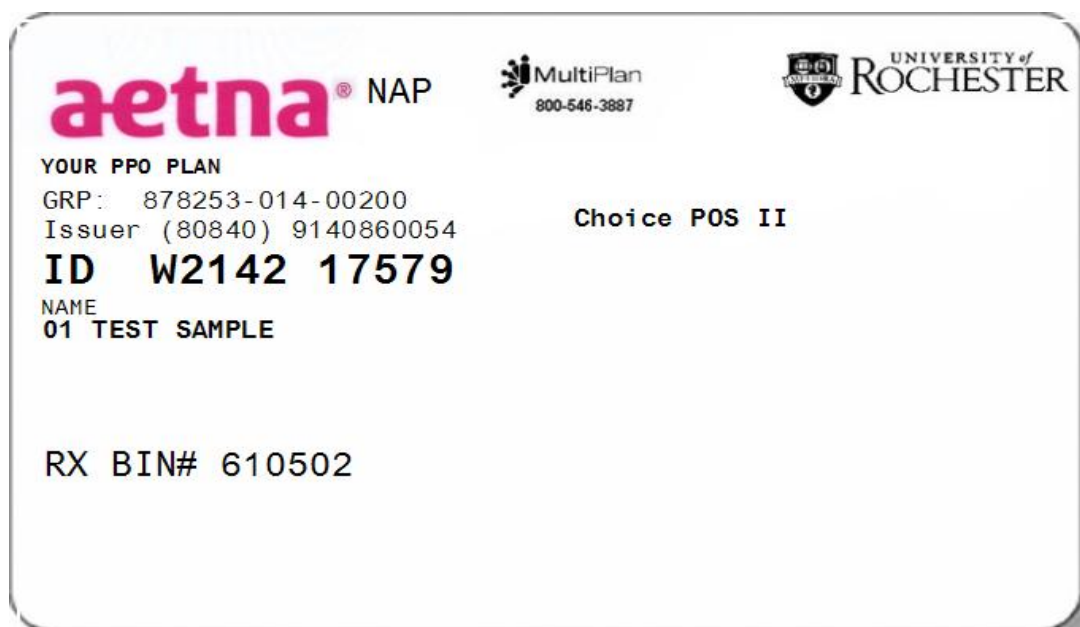 aetna® NAP
MultiPlan
800-546-3887
UNIVERSITY of
ROCHESTER
YOUR PPO PLAN
GRP: 878253-014-00200
Issuer (80840) 9140860054
Choice POS II
ID W2142 17579
NAME
01 TEST SAMPLE
RX BIN# 610502